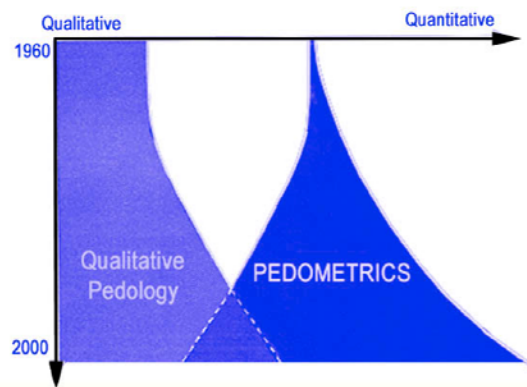 Qualitative
Quantitative
1960
Qualitative
Pedology
PEDOMETRICS
2000